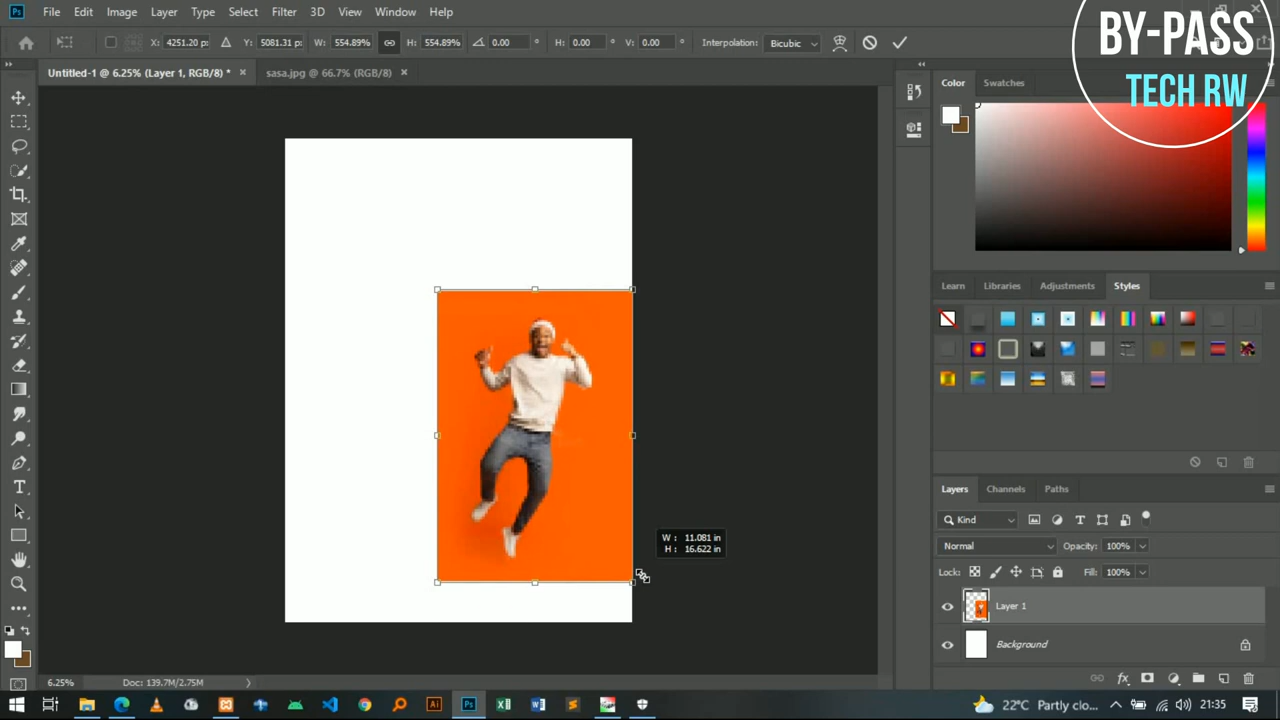 File Edit Image Layer Type Select Filter 3D View Window Help
BY-PASS
TECH RW
X: 4251.20 px Y: 5081.31 px W: 554.89% H: 554.89% 0.00 ° H: 0.00 ° V: 0.00 ° Interpolation: Bicubic
Untitled-1 @ 6.25% (Layer 1, RGB/8) * sasa.jpg @ 66.7% (RGB/8)
Color Swatches
Learn Libraries Adjustments Styles
W : 11.081 in
H : 16.622 in
Layers Channels Paths
Kind
Normal Opacity: 100%
Lock: Fill: 100%
Layer 1
Background
6.25% Doc: 139.7M/2.75M
22°C Partly clo... 21:35